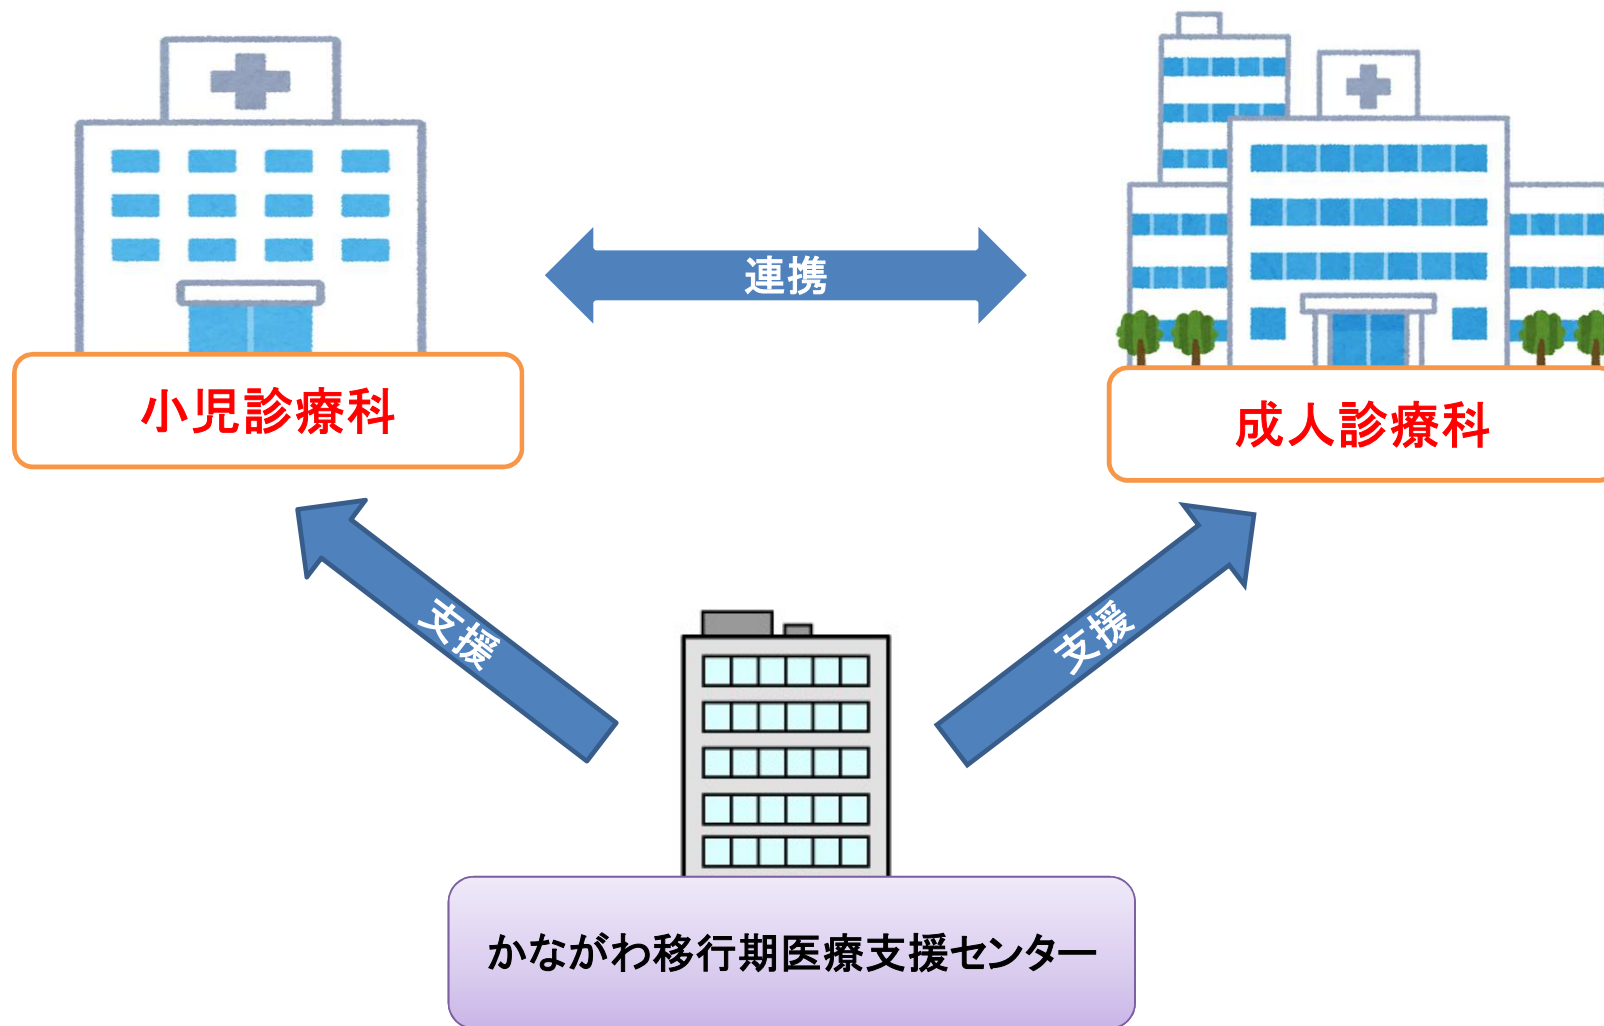 連携
小児診療科
成人診療科
支援
支援
かながわ移行期医療支援センター